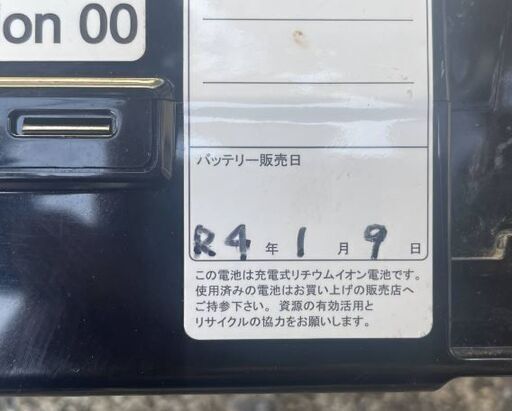 ion 00
バッテリー販売日
R4年1月9日
この電池は充電式リチウムイオン電池です。
使用済みの電池はお買い上げの販売店へ
ご持参下さい。資源の有効活用と
リサイクルの協力をお願いします。